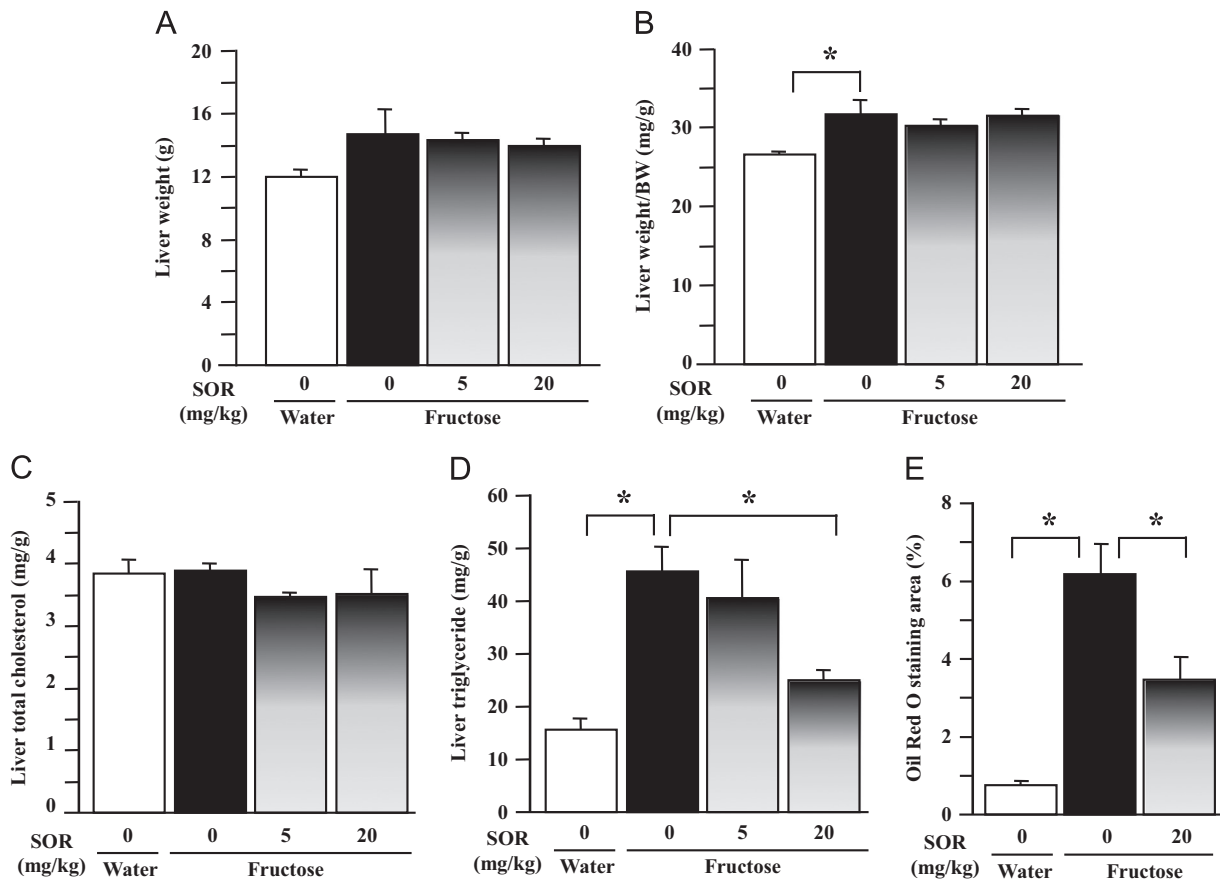 A
Liver weight (g)
20
16
12
8
4
0
SOR
(mg/kg)
0 0 5 20
Water Fructose
B
*
Liver weight/BW (mg/g)
40
30
20
10
0
SOR
(mg/kg)
0 0 5 20
Water Fructose
C
Liver total cholesterol (mg/g)
5
4
3
2
1
0
SOR
(mg/kg)
0 0 5 20
Water Fructose
D
* *
Liver triglyceride (mg/g)
60
50
40
30
20
10
0
SOR
(mg/kg)
0 0 5 20
Water Fructose
E
* *
Oil Red O staining area (%)
8
6
4
2
0
SOR
(mg/kg)
0 0 20
Water Fructose